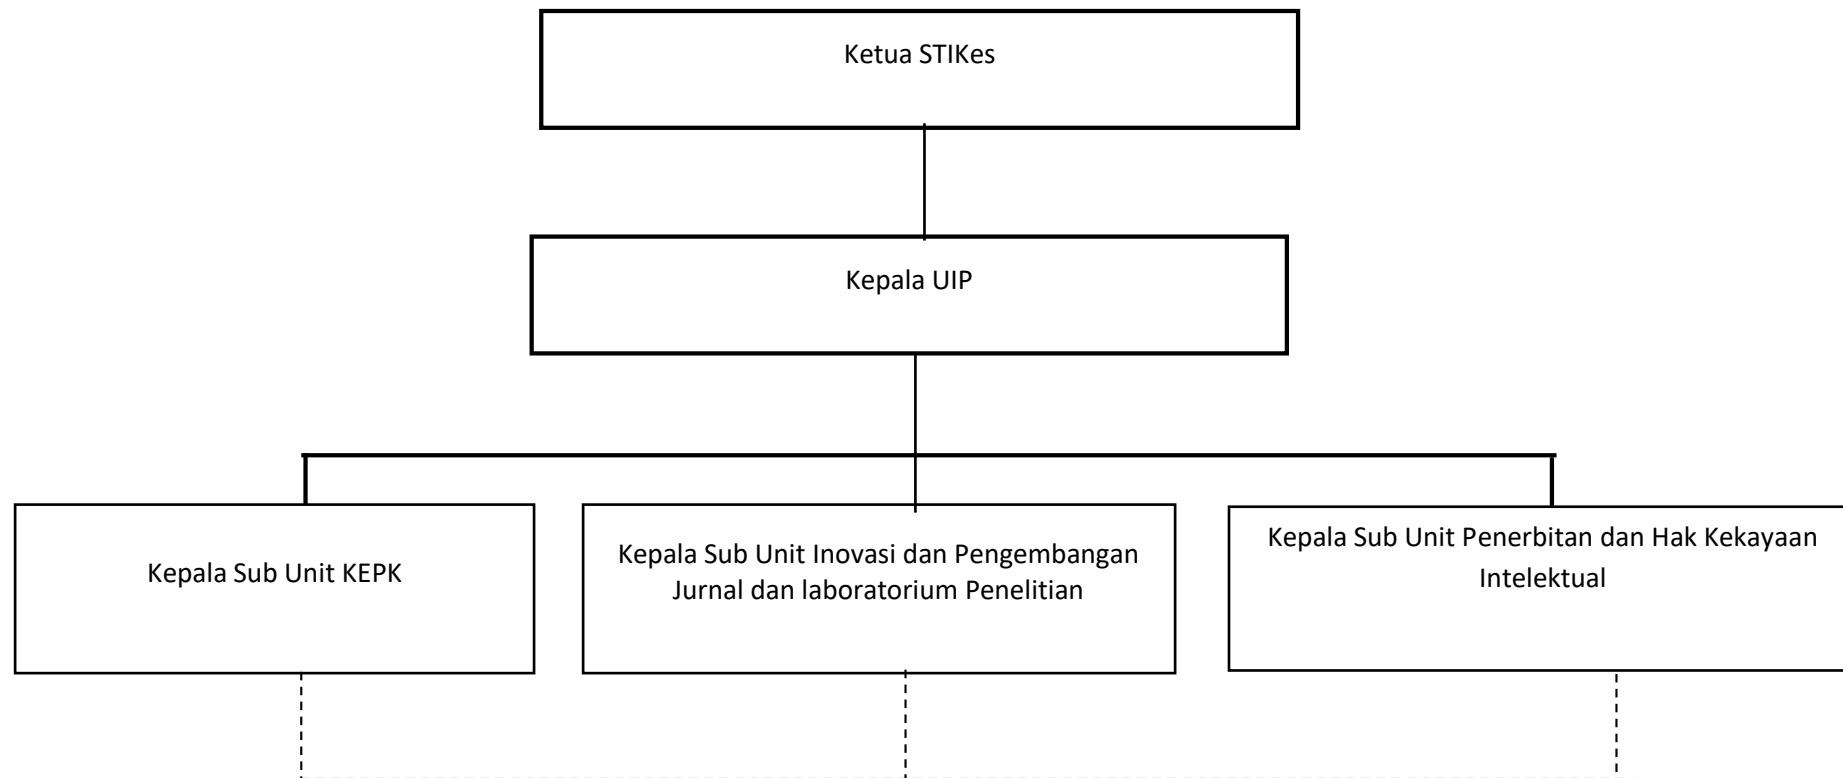 Ketua STIKes
Kepala UIP
Kepala Sub Unit KEPK
Kepala Sub Unit Inovasi dan Pengembangan
Jurnal dan laboratorium Penelitian
Kepala Sub Unit Penerbitan dan Hak Kekayaan
Intelektual